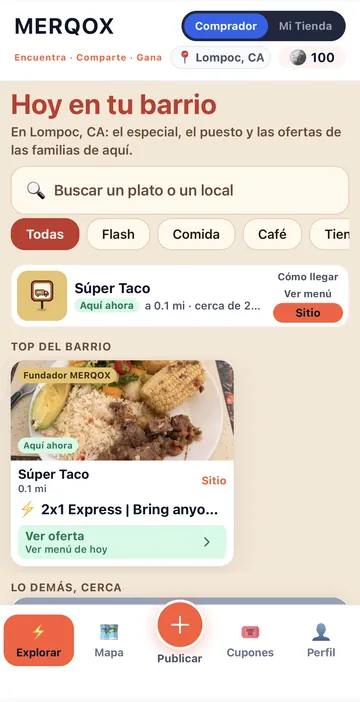 MERQOX
Comprador
Mi Tienda
Encuentra · Comparte · Gana
Lompoc, CA
100
Hoy en tu barrio
En Lompoc, CA: el especial, el puesto y las ofertas de
las familias de aquí.
Buscar un plato o un local
Todas
Flash
Comida
Café
Tien
Súper Taco
Aquí ahora
a 0.1 mi · cerca de 2...
Cómo llegar
Ver menú
Sitio
TOP DEL BARRIO
Fundador MERQOX
Aquí ahora
Súper Taco
0.1 mi
Sitio
2x1 Express | Bring anyo...
Ver oferta
Ver menú de hoy
LO DEMÁS, CERCA
Explorar
Mapa
Publicar
Cupones
Perfil